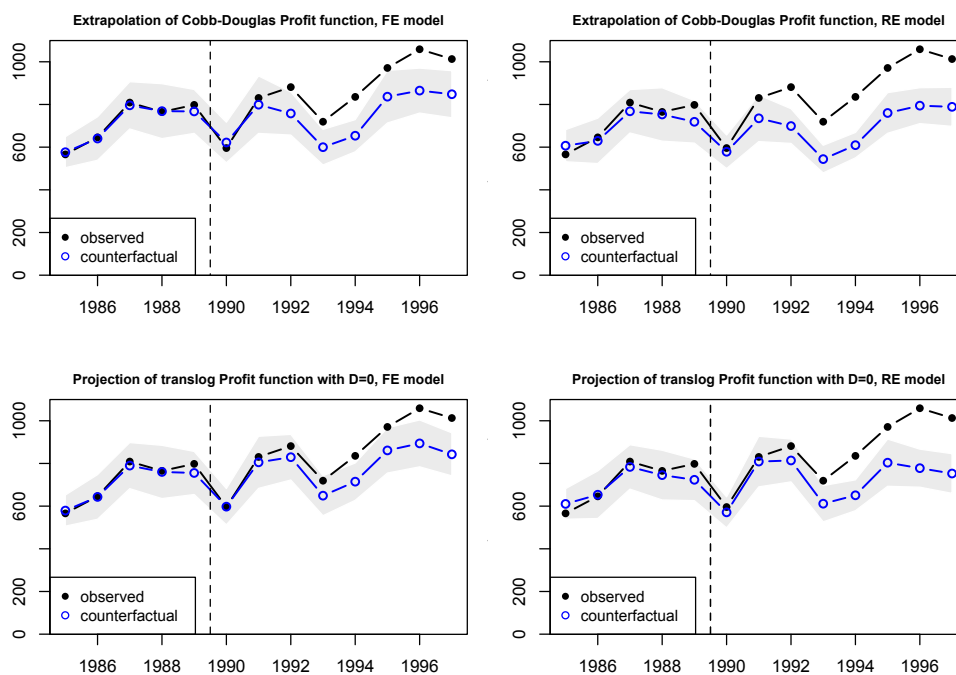 Extrapolation of Cobb-Douglas Profit function, FE model
1000
600
200
0
observed
counterfactual
1986 1988 1990 1992 1994 1996
Extrapolation of Cobb-Douglas Profit function, RE model
1000
600
200
0
observed
counterfactual
1986 1988 1990 1992 1994 1996
Projection of translog Profit function with D=0, FE model
1000
600
200
0
observed
counterfactual
1986 1988 1990 1992 1994 1996
Projection of translog Profit function with D=0, RE model
1000
600
200
0
observed
counterfactual
1986 1988 1990 1992 1994 1996